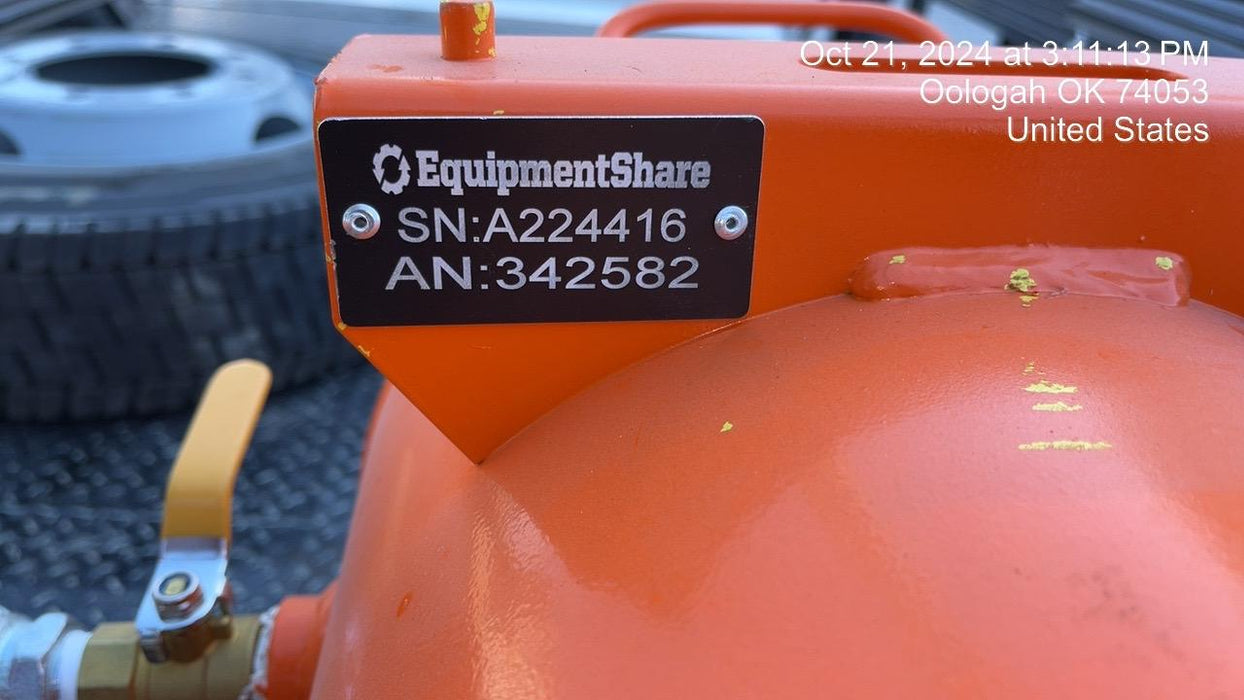 Oct 21, 2024 at 3:11:13 PM
Oologah OK 74053
United States
EquipmentShare
SN:A224416
AN:342582